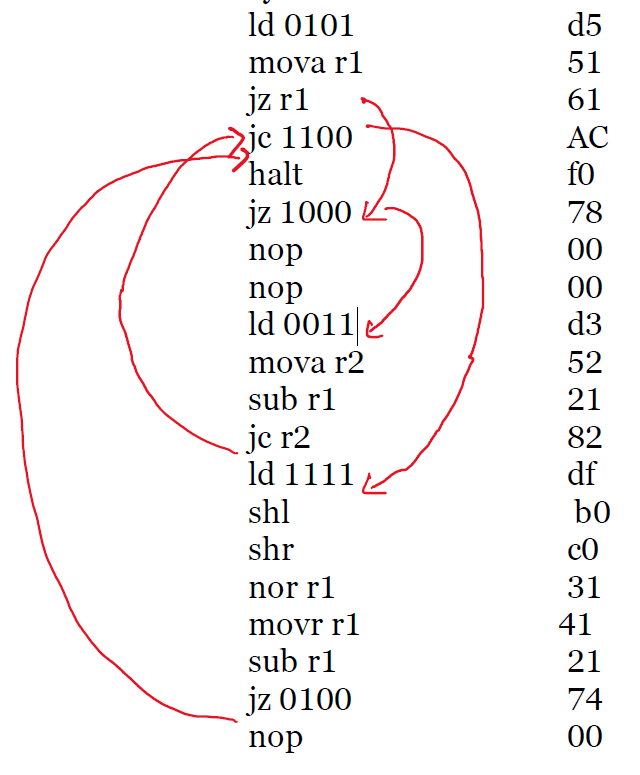 ld 0101 d5
mova r1 51
jz r1 61
jc 1100 AC
halt f0
jz 1000 78
nop 00
nop 00
ld 0011 d3
mova r2 52
sub r1 21
jc r2 82
ld 1111 df
shl b0
shr c0
nor r1 31
movr r1 41
sub r1 21
jz 0100 74
nop 00